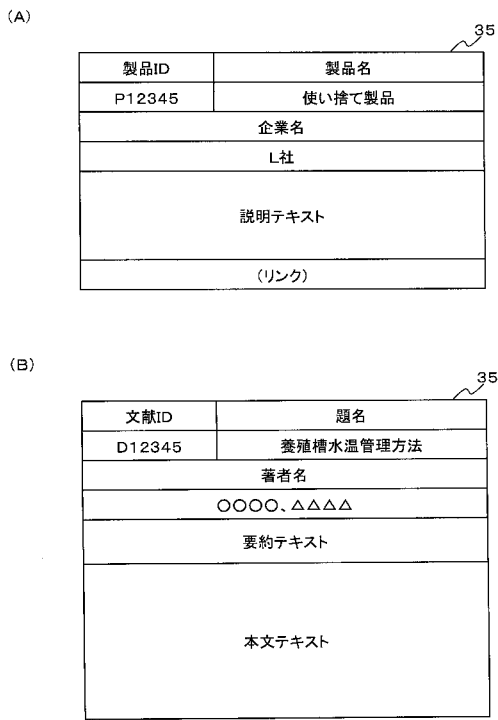 (A)
35
製品ID 製品名
P12345 使い捨て製品
企業名
L社
説明テキスト
(リンク)
(B)
35
文献ID 題名
D12345 養殖槽水温管理方法
著者名
○○○○、△△△△
要約テキスト
本文テキスト